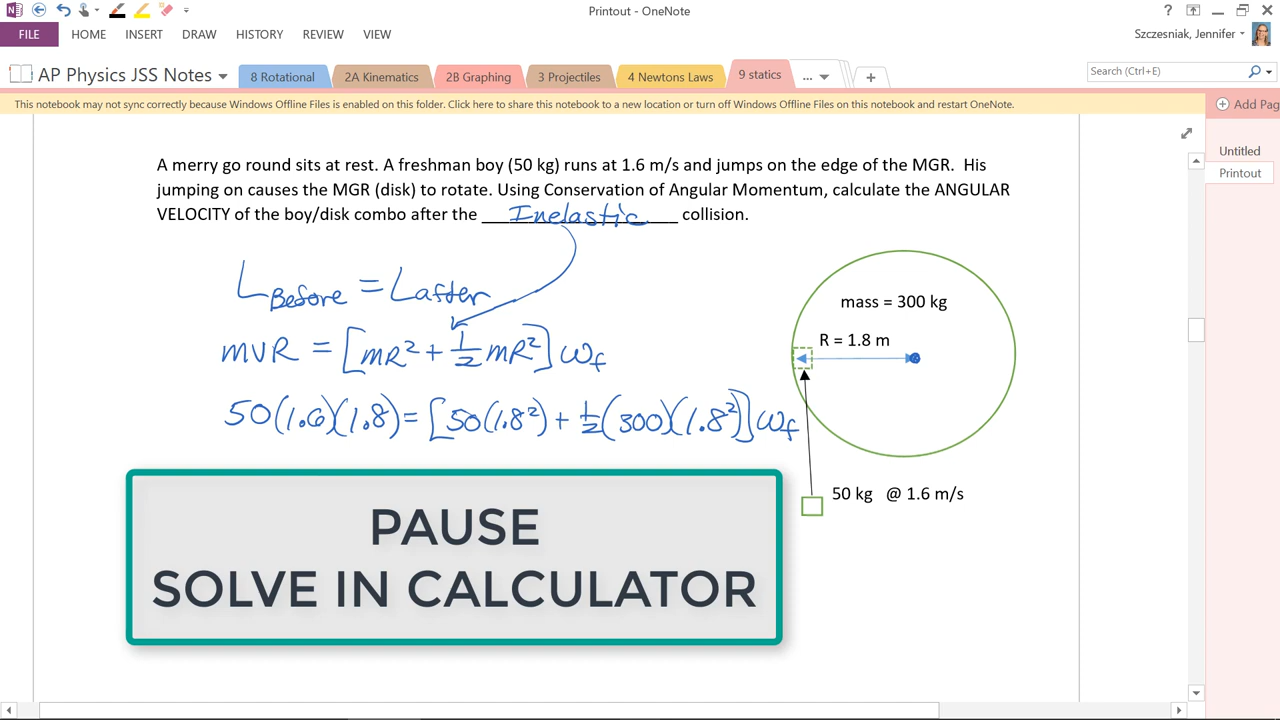 Printout - OneNote
FILE HOME INSERT DRAW HISTORY REVIEW VIEW
Szczesniak, Jennifer
AP Physics JSS Notes
8 Rotational 2A Kinematics 2B Graphing 3 Projectiles 4 Newtons Laws 9 statics ...
Search (Ctrl+E)
This notebook may not sync correctly because Windows Offline Files is enabled on this folder. Click here to share this notebook to a new location or turn off Windows Offline Files on this notebook and restart OneNote.
Add Pag
Untitled
Printout
A merry go round sits at rest. A freshman boy (50 kg) runs at 1.6 m/s and jumps on the edge of the MGR. His
jumping on causes the MGR (disk) to rotate. Using Conservation of Angular Momentum, calculate the ANGULAR
VELOCITY of the boy/disk combo after the Inelastic collision.
L Before = L after
mVR = [mR² + 1/2 mR²] ωf
50(1.6)(1.8) = [50(1.8²) + 1/2(300)(1.8²)] ωf
mass = 300 kg
R = 1.8 m
50 kg @ 1.6 m/s
PAUSE
SOLVE IN CALCULATOR